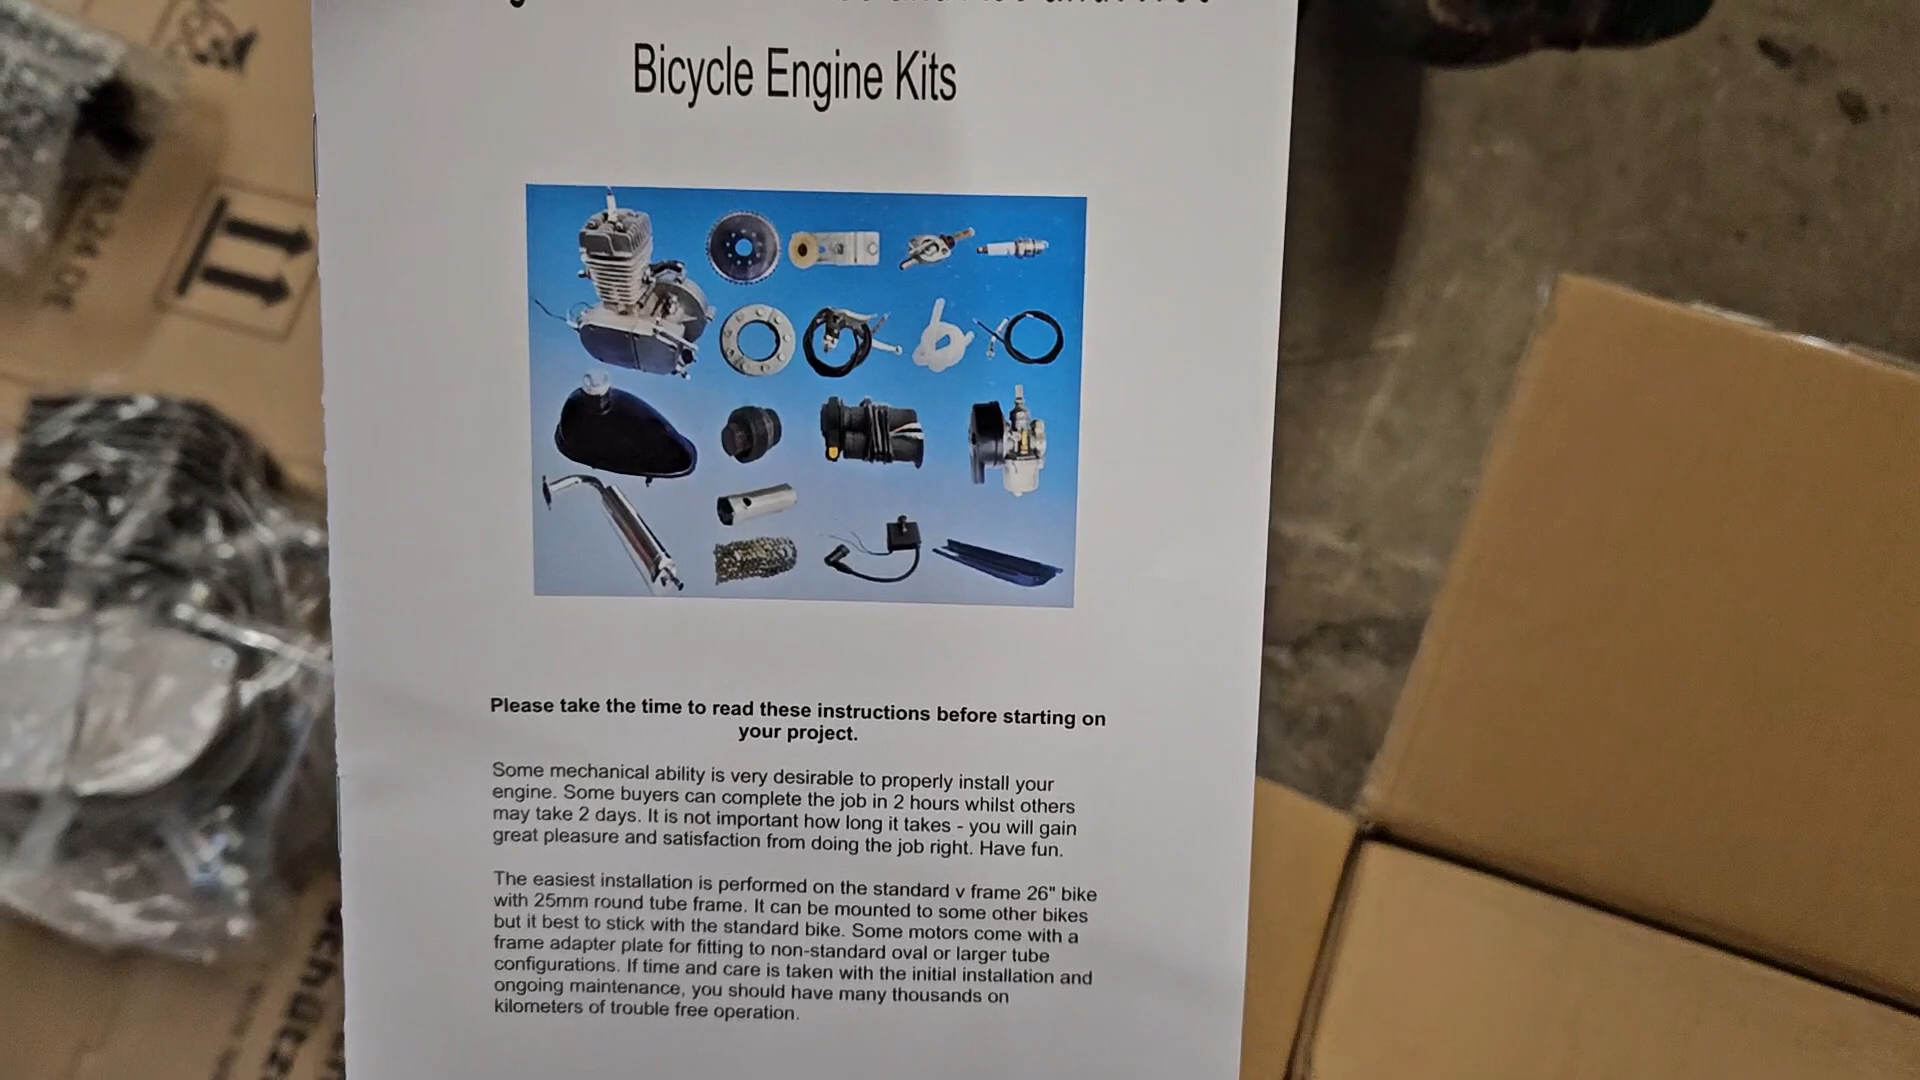 Bicycle Engine Kits
Please take the time to read these instructions before starting on
your project.
Some mechanical ability is very desirable to properly install your
engine. Some buyers can complete the job in 2 hours whilst others
may take 2 days. It is not important how long it takes - you will gain
great pleasure and satisfaction from doing the job right. Have fun.
The easiest installation is performed on the standard v frame 26" bike
with 25mm round tube frame. It can be mounted to some other bikes
but it best to stick with the standard bike. Some motors come with a
frame adapter plate for fitting to non-standard oval or larger tube
configurations. If time and care is taken with the initial installation and
ongoing maintenance, you should have many thousands on
kilometers of trouble free operation.